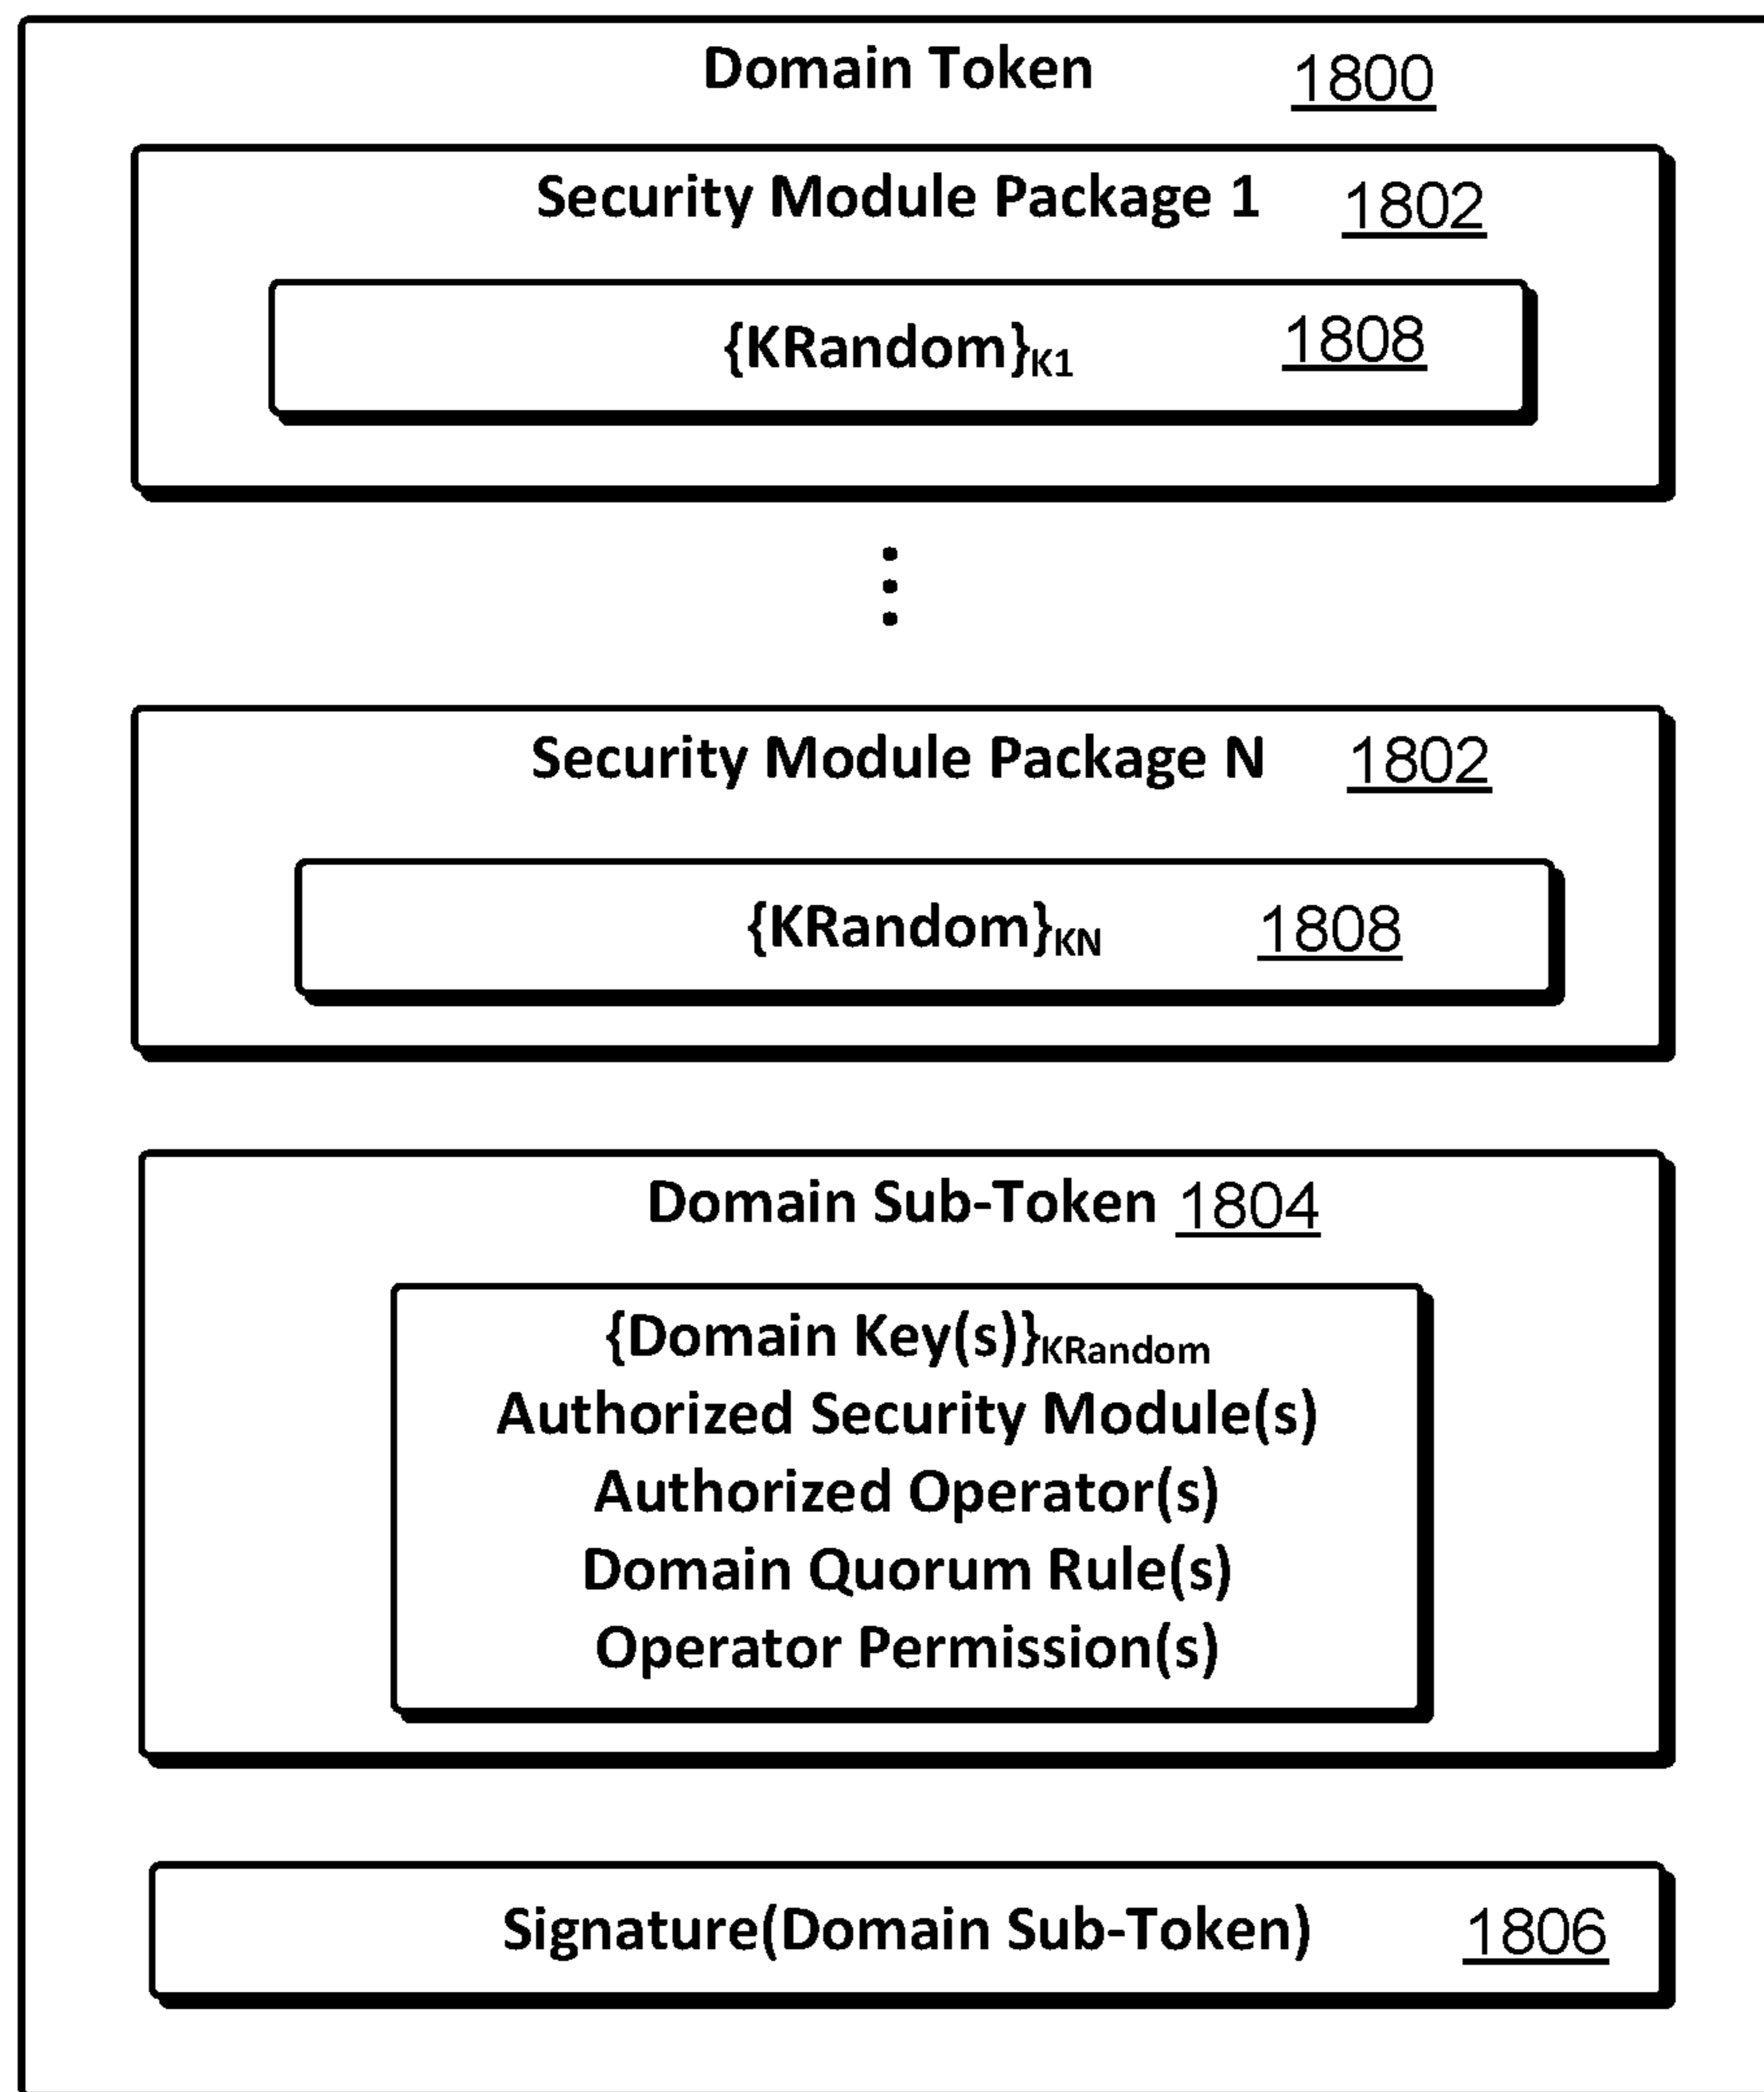 Domain Token 1800
Security Module Package 1 1802
{KRandom}K1 1808
Security Module Package N 1802
{KRandom}KN 1808
Domain Sub-Token 1804
{Domain Key(s)}KRandom
Authorized Security Module(s)
Authorized Operator(s)
Domain Quorum Rule(s)
Operator Permission(s)
Signature(Domain Sub-Token) 1806